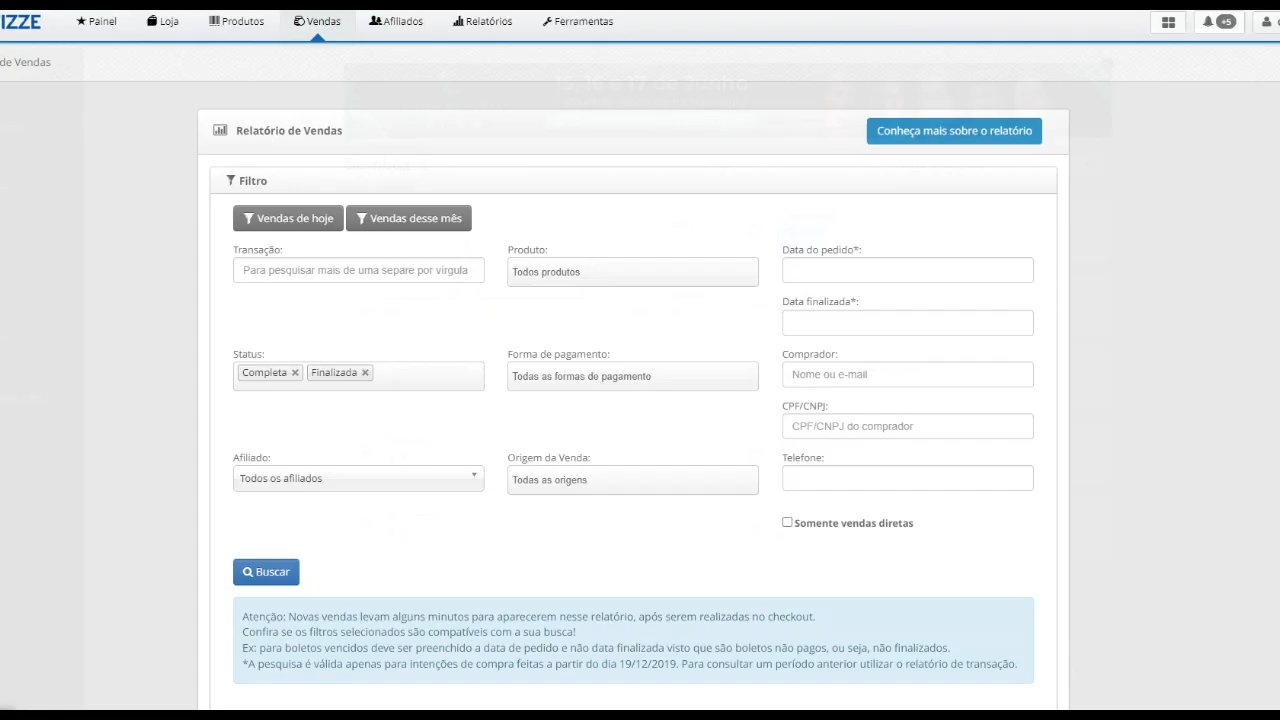 IZZE
Painel
Loja
Produtos
Vendas
Afiliados
Relatórios
Ferramentas
+5
de Vendas
15, 16 e 17 de Junho
Relatório de Vendas
Conheça mais sobre o relatório
Filtro
Vendas de hoje
Vendas desse mês
Transação:
Produto:
Data do pedido*:
Para pesquisar mais de uma separe por vírgula
Todos produtos
Data finalizada*:
Status:
Forma de pagamento:
Comprador:
Completa
Finalizada
Todas as formas de pagamento
Nome ou e-mail
CPF/CNPJ:
CPF/CNPJ do comprador
Afiliado:
Origem da Venda:
Telefone:
Todos os afiliados
Todas as origens
Somente vendas diretas
Buscar
Atenção: Novas vendas levam alguns minutos para aparecerem nesse relatório, após serem realizadas no checkout.
Confira se os filtros selecionados são compatíveis com a sua busca!
Ex: para boletos vencidos deve ser preenchido a data de pedido e não data finalizada visto que são boletos não pagos, ou seja, não finalizados.
*A pesquisa é válida apenas para intenções de compra feitas a partir do dia 19/12/2019. Para consultar um período anterior utilizar o relatório de transação.